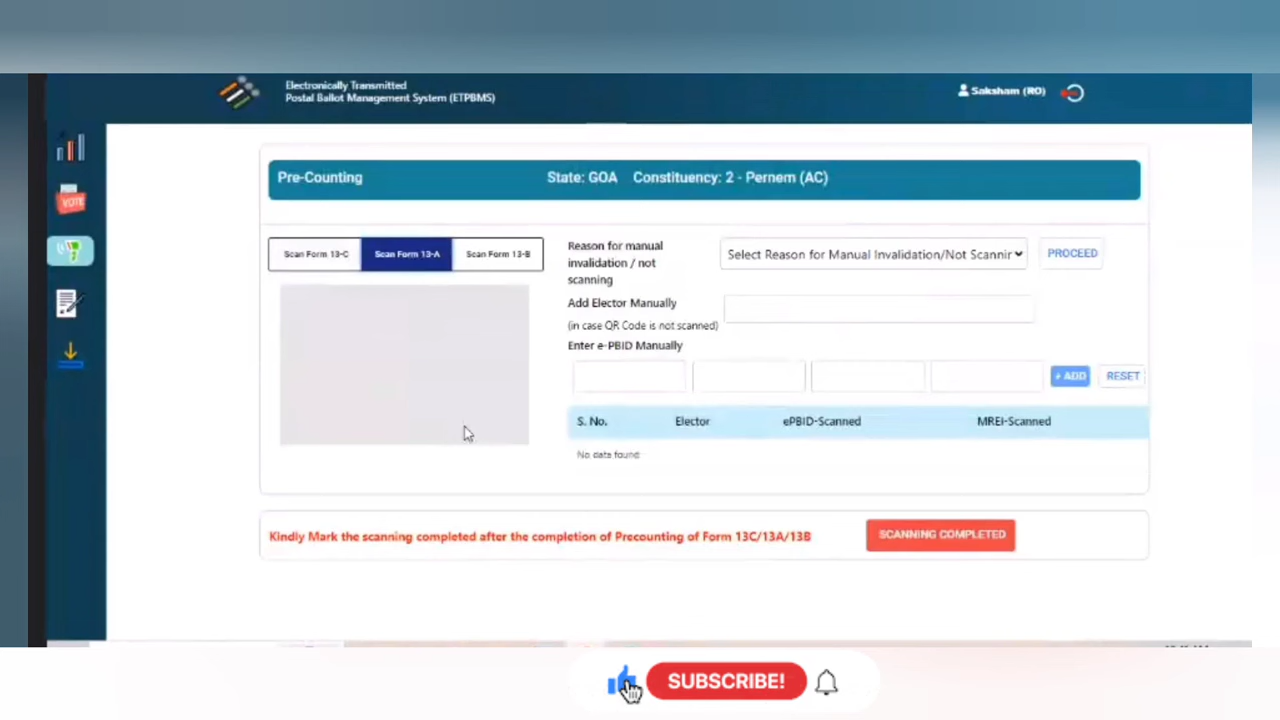 Electronically Transmitted
Postal Ballot Management System (ETPBMS)
Saksham (RO)
VOTE
Pre-Counting State: GOA Constituency: 2 - Pernem (AC)
Scan Form 13-C Scan Form 13-A Scan Form 13-B
Reason for manual
invalidation / not
scanning
Select Reason for Manual Invalidation/Not Scannir
PROCEED
Add Elector Manually
(in case QR Code is not scanned)
Enter e-PBID Manually
+ ADD RESET
S. No. Elector ePBID-Scanned MREI-Scanned
No data found
Kindly Mark the scanning completed after the completion of Precounting of Form 13C/13A/13B
SCANNING COMPLETED
SUBSCRIBE!